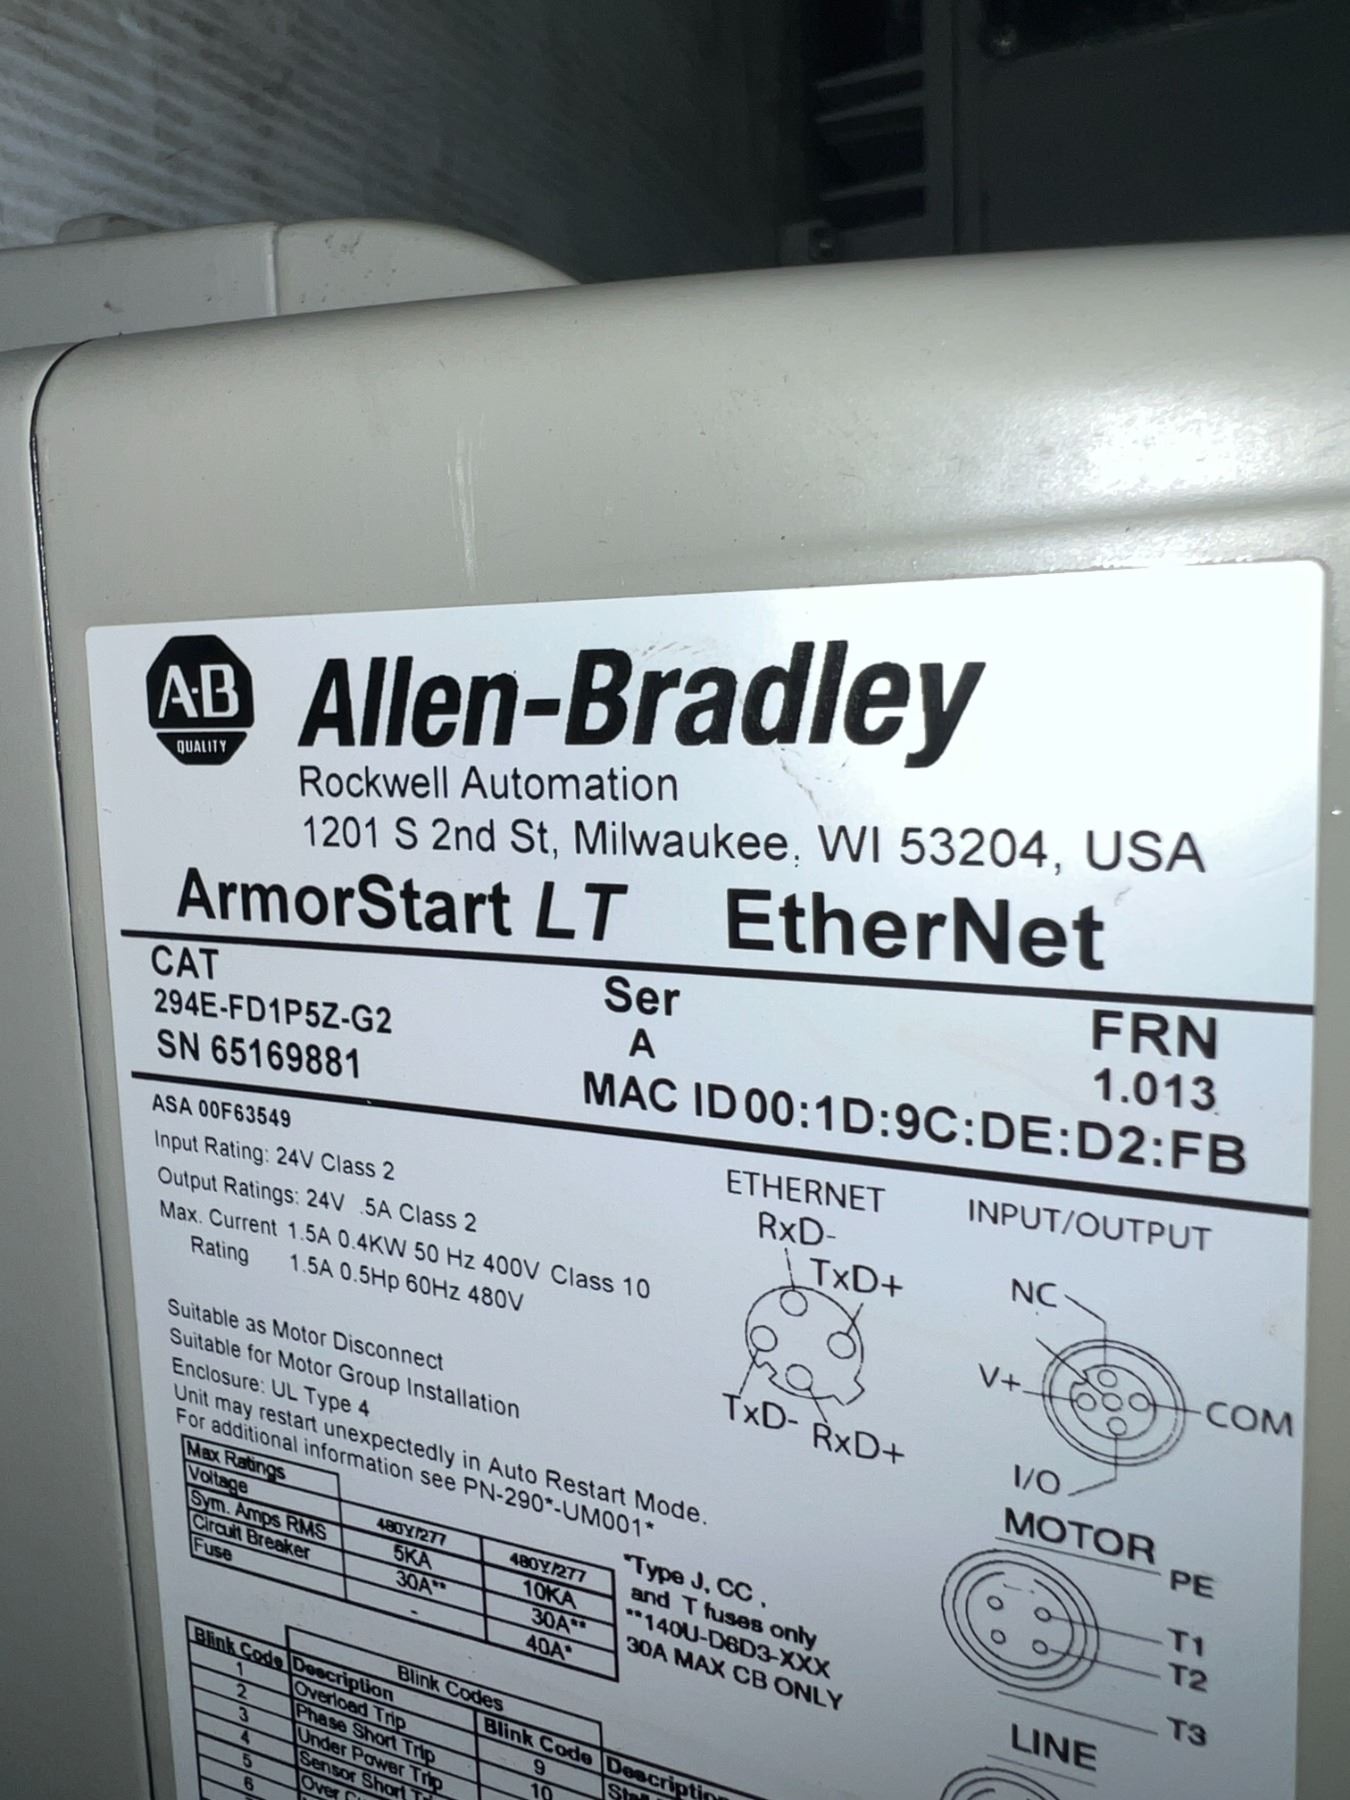 A·B
QUALITY
Allen-Bradley
Rockwell Automation
1201 S 2nd St, Milwaukee, WI 53204, USA
ArmorStart LT EtherNet
CAT Ser FRN
294E-FD1P5Z-G2 A 1.013
SN 65169881 MAC ID 00:1D:9C:DE:D2:FB
ASA 00F63549
Input Rating: 24V Class 2
Output Ratings: 24V .5A Class 2
Max. Current 1.5A 0.4KW 50 Hz 400V Class 10
Rating 1.5A 0.5Hp 60Hz 480V
Suitable as Motor Disconnect
Suitable for Motor Group Installation
Enclosure: UL Type 4
Unit may restart unexpectedly in Auto Restart Mode.
For additional information see PN-290*-UM001*
ETHERNET
RxD-
TxD+
TxD-
RxD+
INPUT/OUTPUT
NC
V+
COM
I/O
MOTOR
PE
T1
T2
T3
LINE
Max Ratings
Voltage 480Y/277 480Y/277
Sym. Amps RMS 5KA 10KA
Circuit Breaker 30A** 30A**
Fuse - 40A*
*Type J, CC,
and T fuses only
**140U-D6D3-XXX
30A MAX CB ONLY
Blink Codes
Blink Code Description Blink Code
1 Overload Trip 9
2 Phase Short Trip 10
3 Under Power Trip
4 Sensor Short
5 Over
6